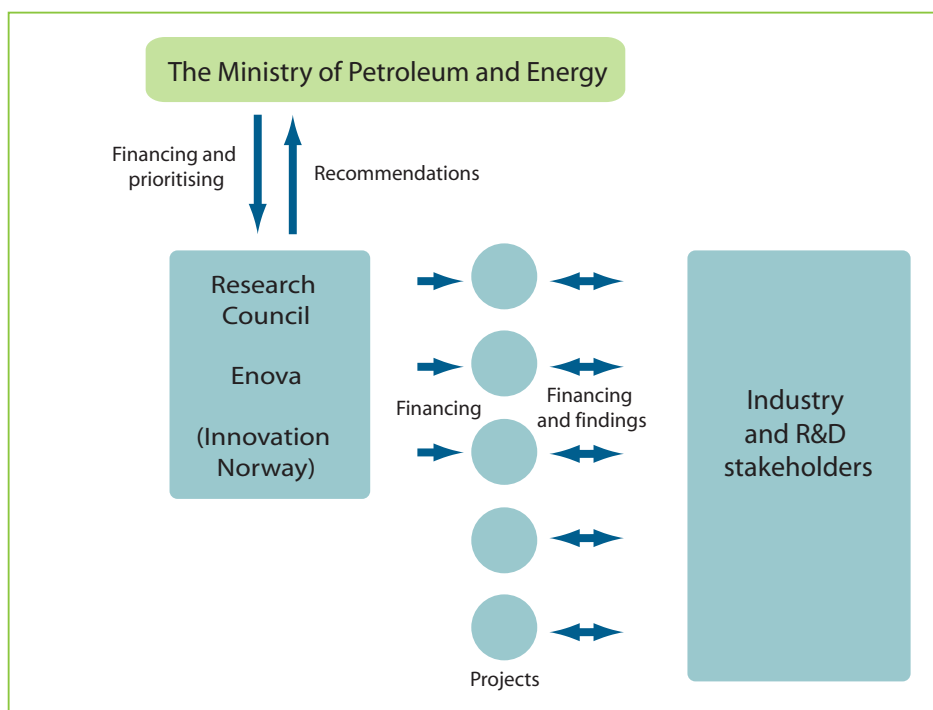 The Ministry of Petroleum and Energy
Financing and
prioritising
Recommendations
Research
Council
Enova
(Innovation
Norway)
Financing
Financing
and findings
Industry
and R&D
stakeholders
Projects